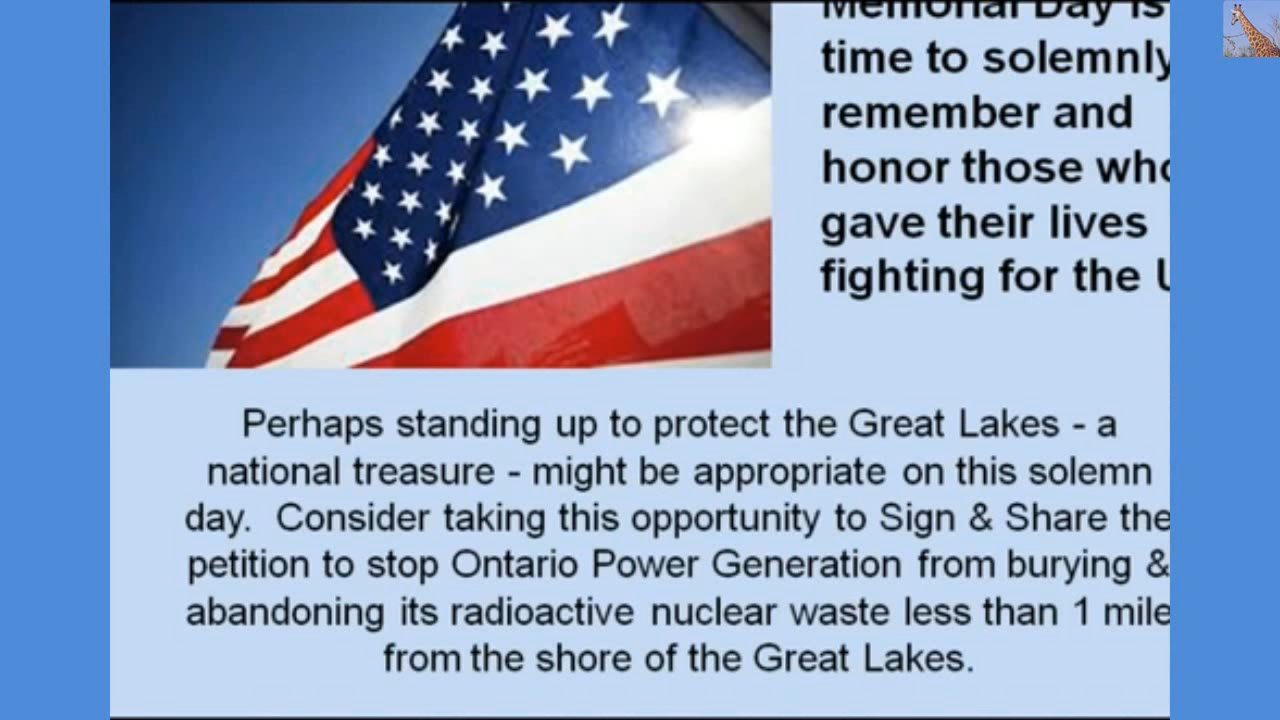 Memorial Day is
time to solemnly
remember and
honor those who
gave their lives
fighting for the U
Perhaps standing up to protect the Great Lakes - a
national treasure - might be appropriate on this solemn
day. Consider taking this opportunity to Sign & Share the
petition to stop Ontario Power Generation from burying &
abandoning its radioactive nuclear waste less than 1 mile
from the shore of the Great Lakes.